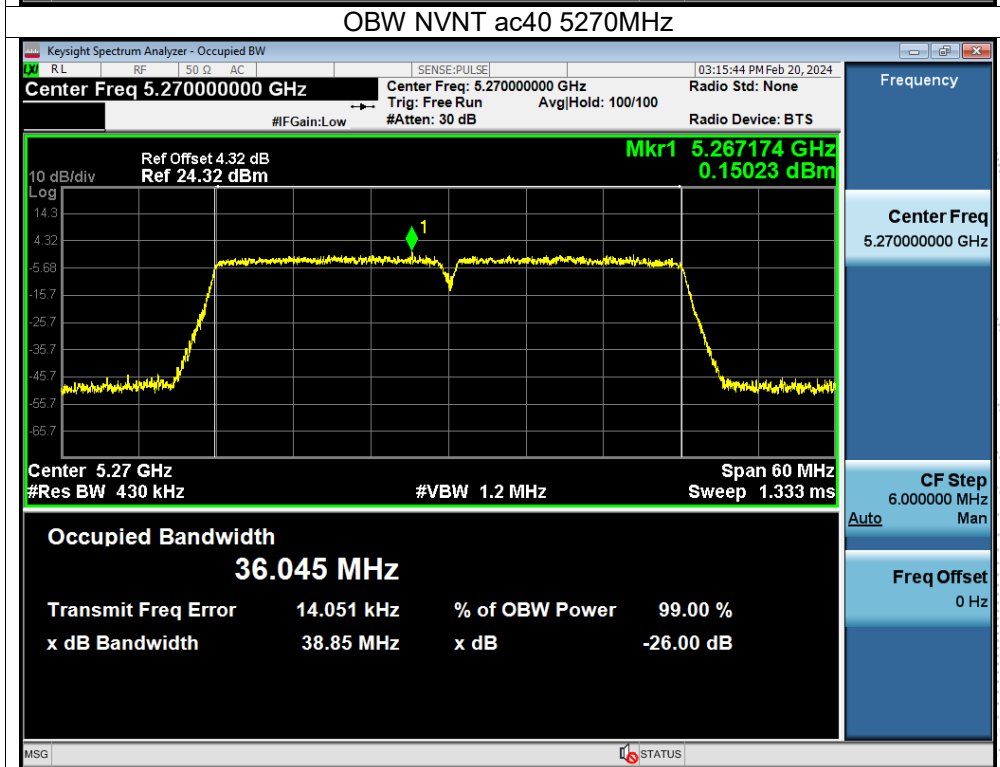 OBW NVNT ac40 5270MHz
Keysight Spectrum Analyzer - Occupied BW
LXI RL RF 50 Ω AC SENSE:PULSE 03:15:44 PM Feb 20, 2024
Center Freq 5.270000000 GHz
Center Freq: 5.270000000 GHz
Radio Std: None
Trig: Free Run Avg|Hold: 100/100
#IFGain:Low
#Atten: 30 dB
Radio Device: BTS
Frequency
Mkr1 5.267174 GHz
0.15023 dBm
Ref Offset 4.32 dB
10 dB/div Ref 24.32 dBm
Log
14.3
4.32
-5.68
-15.7
-25.7
-35.7
-45.7
-55.7
-65.7
1
Center 5.27 GHz Span 60 MHz
#Res BW 430 kHz #VBW 1.2 MHz Sweep 1.333 ms
Occupied Bandwidth
36.045 MHz
Transmit Freq Error 14.051 kHz % of OBW Power 99.00 %
x dB Bandwidth 38.85 MHz x dB -26.00 dB
Center Freq
5.270000000 GHz
CF Step
6.000000 MHz
Auto Man
Freq Offset
0 Hz
MSG STATUS